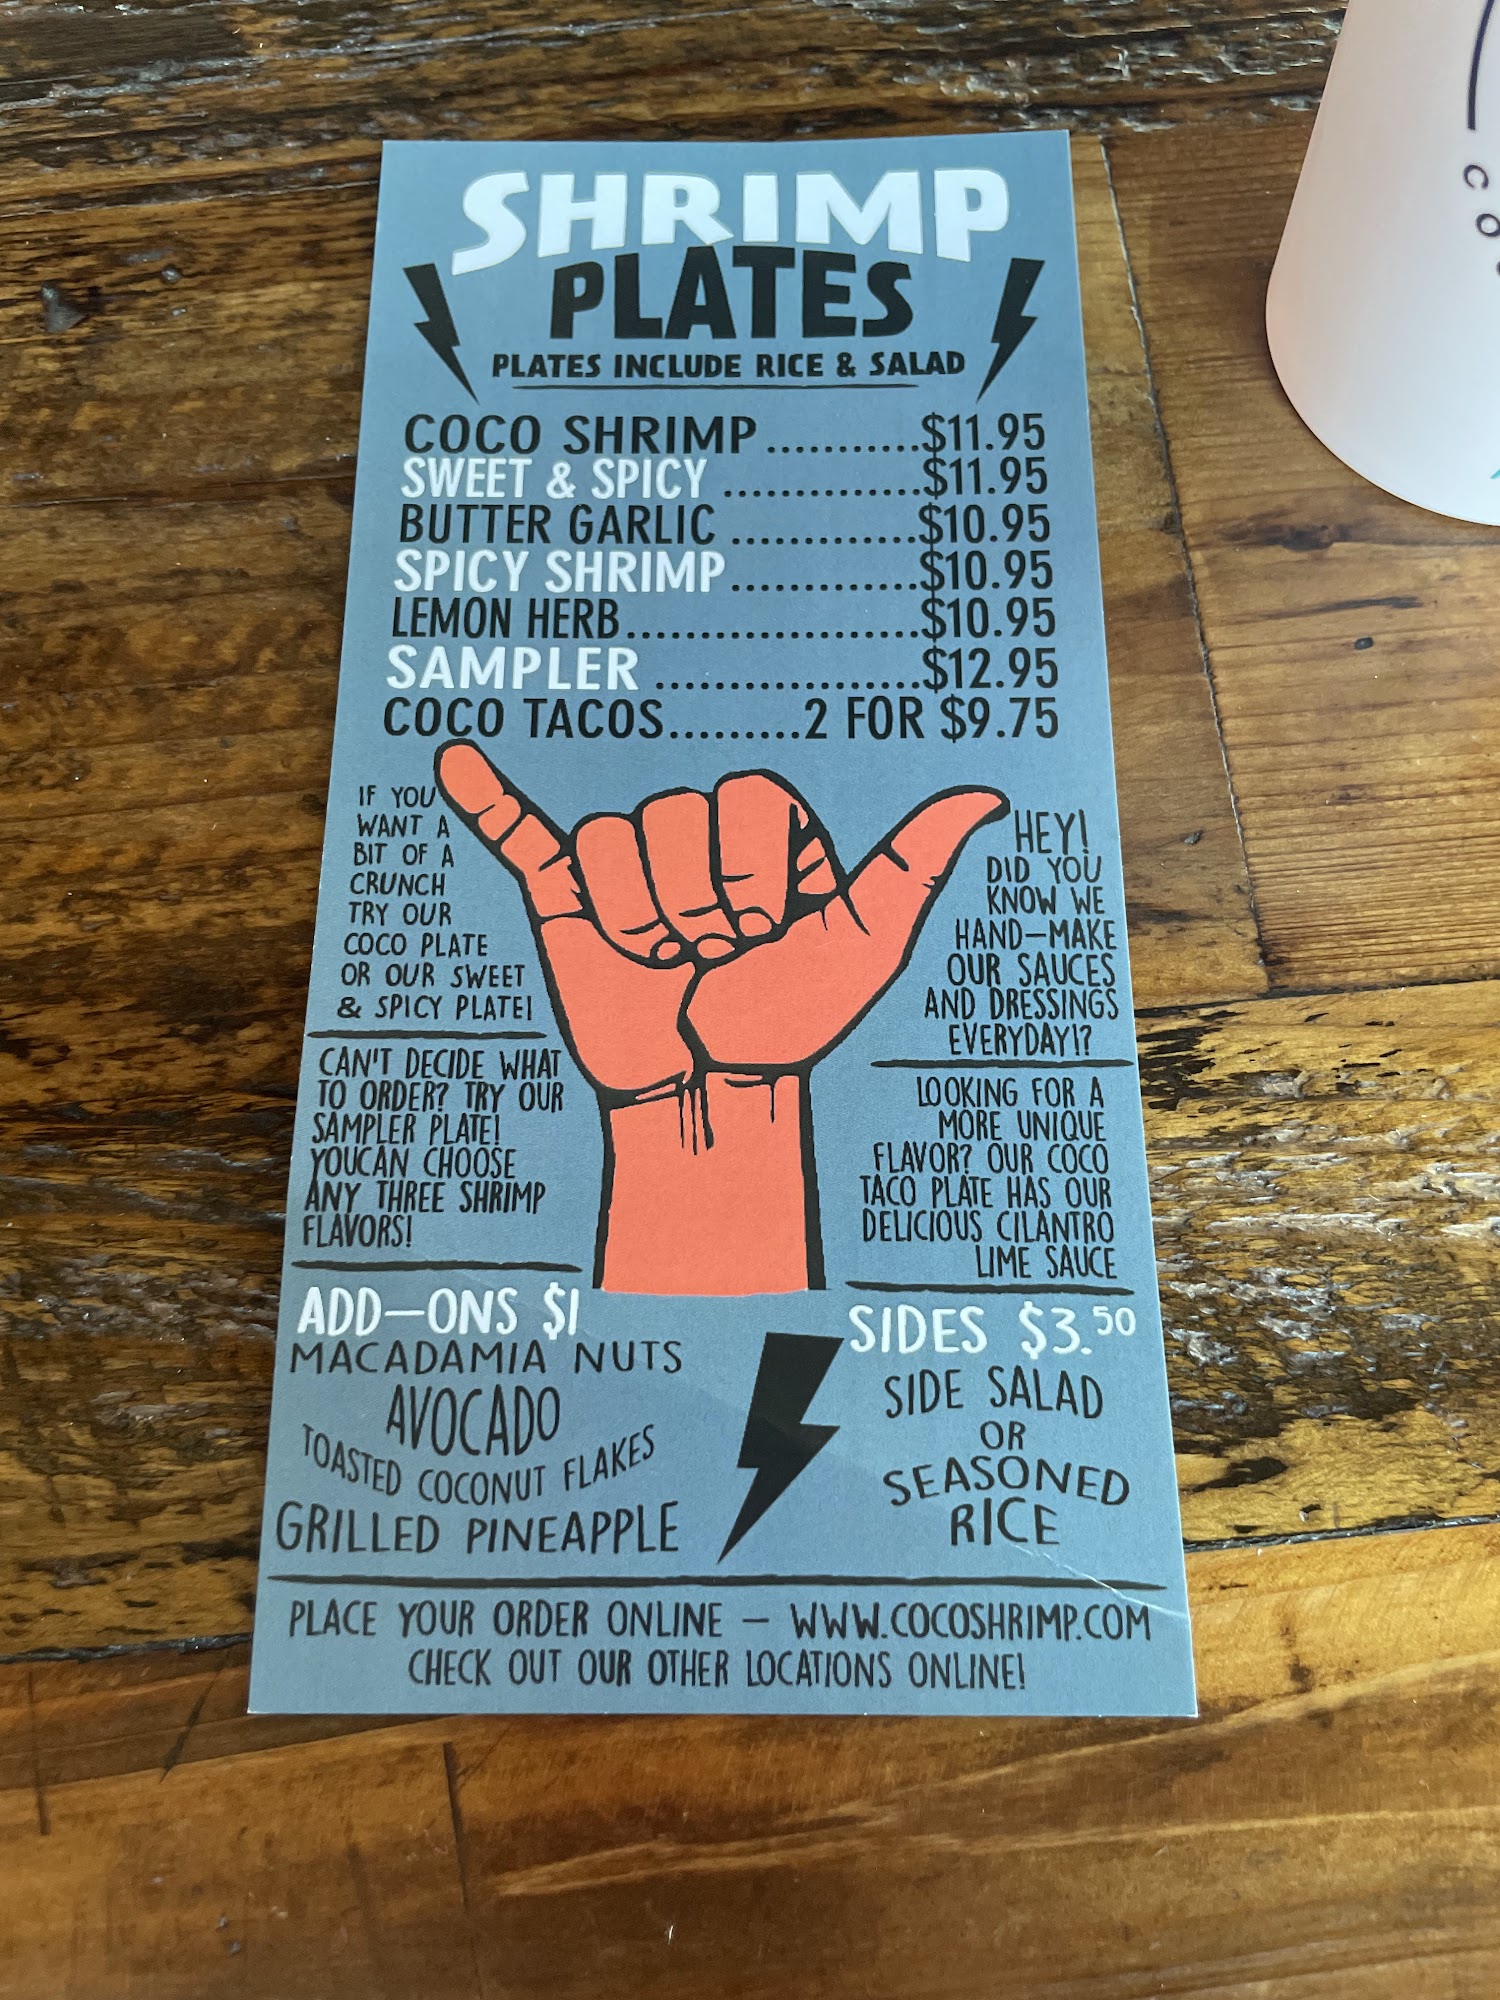 SHRIMP
PLATES
PLATES INCLUDE RICE & SALAD
COCO SHRIMP...........$11.95
SWEET & SPICY..............$11.95
BUTTER GARLIC.............$10.95
SPICY SHRIMP.............$10.95
LEMON HERB....................$10.95
SAMPLER..................$12.95
COCO TACOS.........2 FOR $9.75
IF YOU
WANT A
BIT OF A
CRUNCH
TRY OUR
COCO PLATE
OR OUR SWEET
& SPICY PLATE!
CAN'T DECIDE WHAT
TO ORDER? TRY OUR
SAMPLER PLATE!
YOUCAN CHOOSE
ANY THREE SHRIMP
FLAVORS!
HEY!
DID YOU
KNOW WE
HAND-MAKE
OUR SAUCES
AND DRESSINGS
EVERYDAY!?
LOOKING FOR A
MORE UNIQUE
FLAVOR? OUR COCO
TACO PLATE HAS OUR
DELICIOUS CILANTRO
LIME SAUCE
ADD-ONS $1
MACADAMIA NUTS
AVOCADO
TOASTED COCONUT FLAKES
GRILLED PINEAPPLE
SIDES $3.50
SIDE SALAD
OR
SEASONED
RICE
PLACE YOUR ORDER ONLINE - WWW.COCOSHRIMP.COM
CHECK OUT OUR OTHER LOCATIONS ONLINE!